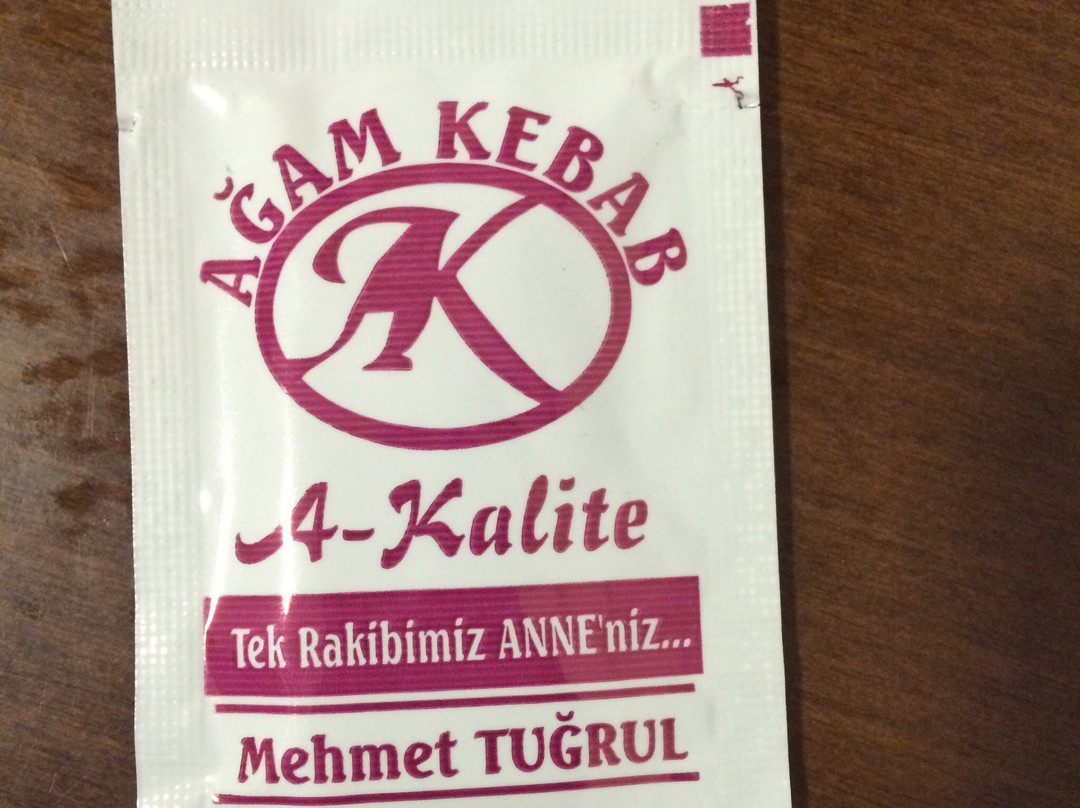 AĞAM KEBAB
AK
A-Kalite
Tek Rakibimiz ANNE'niz...
Mehmet TUĞRUL